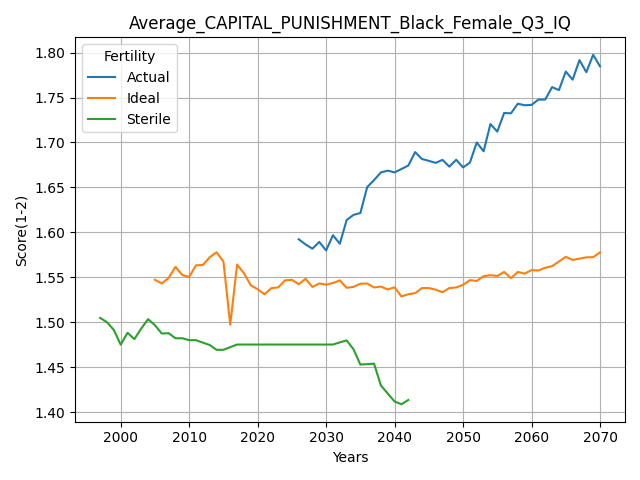 Average_CAPITAL_PUNISHMENT_Black_Female_Q3_IQ
Fertility
Actual
Ideal
Sterile
Score(1-2)
1.80
1.75
1.70
1.65
1.60
1.55
1.50
1.45
1.40
2000 2010 2020 2030 2040 2050 2060 2070
Years